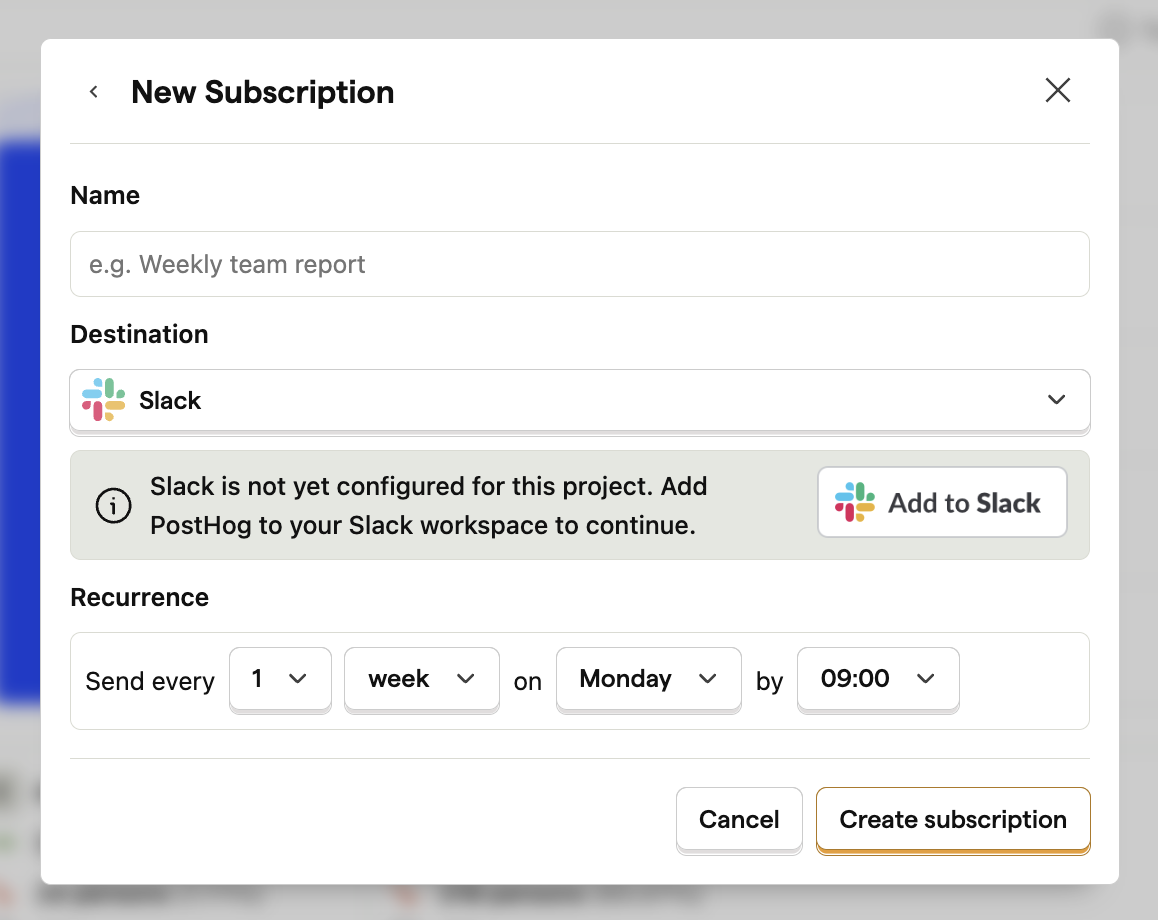 New Subscription
Name
e.g. Weekly team report
Destination
Slack
Slack is not yet configured for this project. Add
PostHog to your Slack workspace to continue.
Add to Slack
Recurrence
Send every 1 week on Monday by 09:00
Cancel
Create subscription